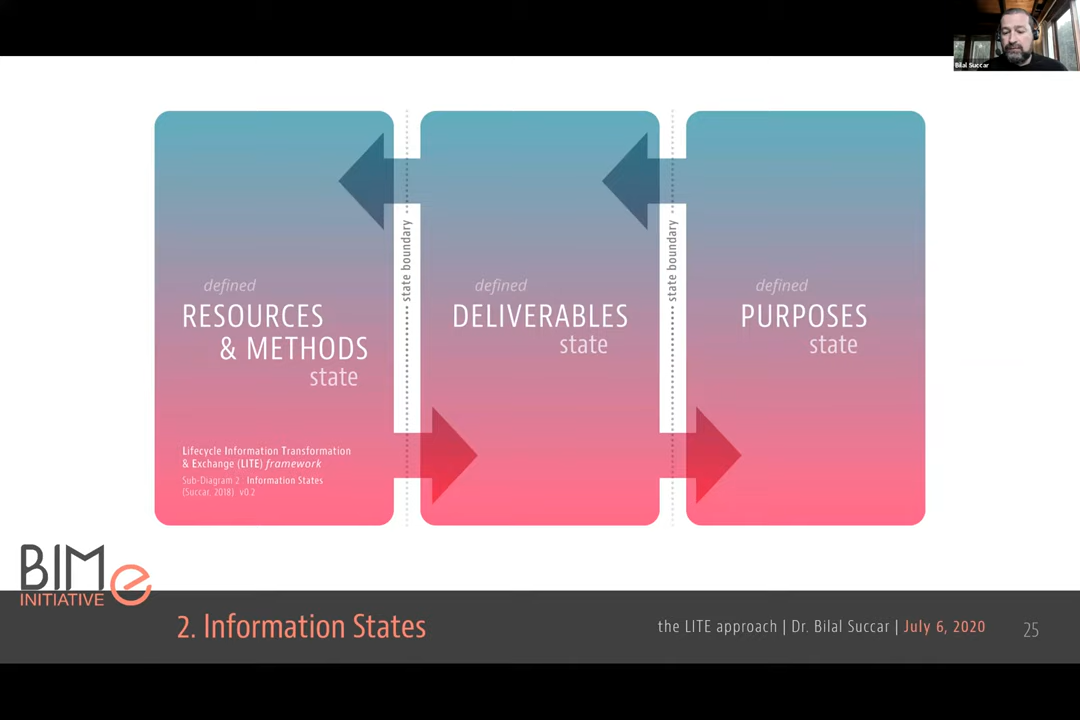 Bilal Succar
state boundary
state boundary
defined
RESOURCES
& METHODS
state
defined
DELIVERABLES
state
defined
PURPOSES
state
Lifecycle Information Transformation
& Exchange (LITE) framework
Sub-Diagram 2 Information States
(Succar, 2018) v0.2
BIMe
INITIATIVE
2. Information States
the LITE approach | Dr. Bilal Succar | July 6, 2020
25